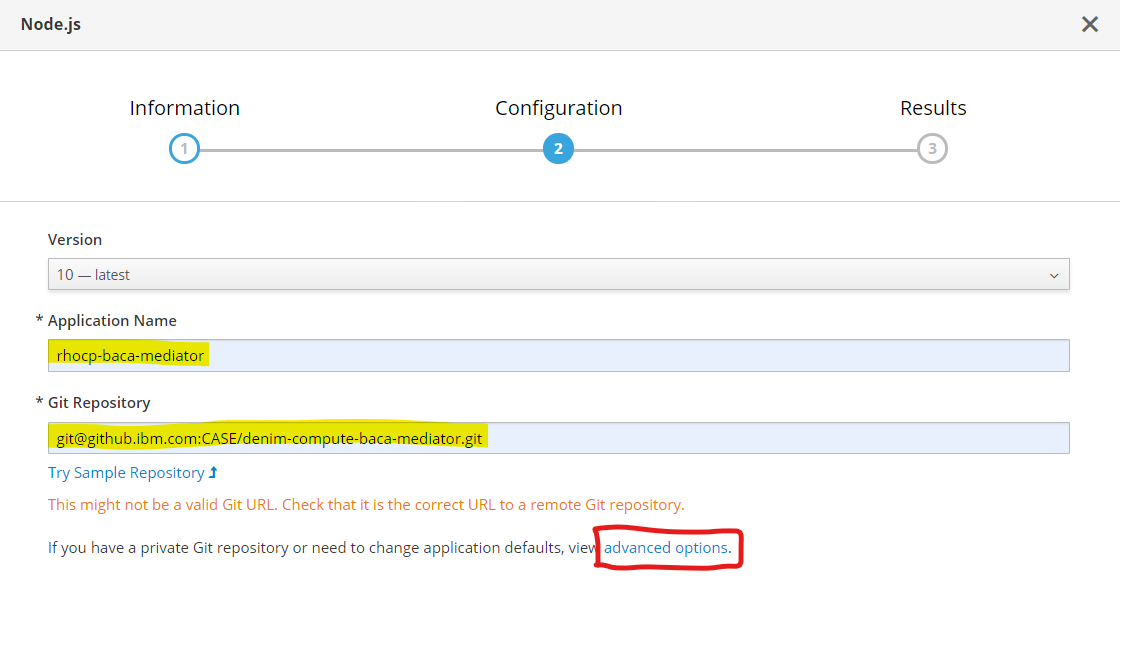 Node.js
Information
Configuration
Results
1
2
3
Version
10 — latest
* Application Name
rhocp-baca-mediator
* Git Repository
git@github.ibm.com:CASE/denim-compute-baca-mediator.git
Try Sample Repository
This might not be a valid Git URL. Check that it is the correct URL to a remote Git repository.
If you have a private Git repository or need to change application defaults, view advanced options.